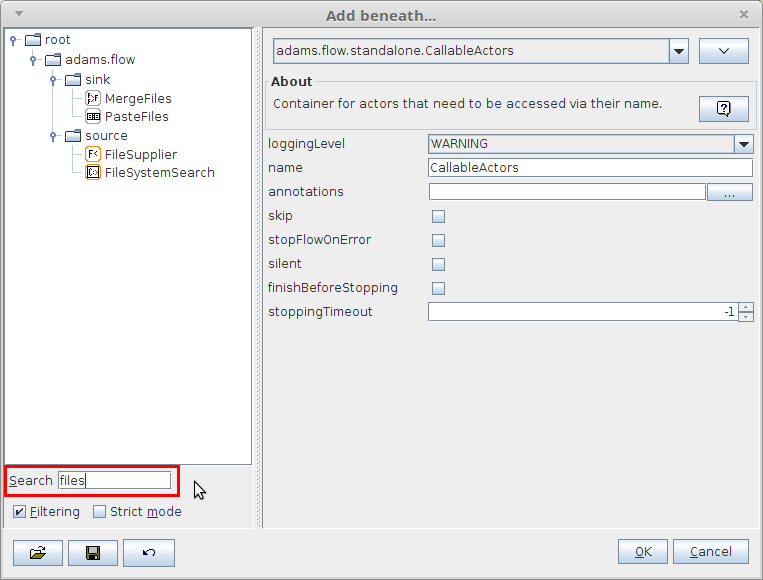 Add beneath...
root
adams.flow
sink
MergeFiles
PasteFiles
source
FileSupplier
FileSystemSearch
Search files
Filtering Strict mode
adams.flow.standalone.CallableActors
About
Container for actors that need to be accessed via their name.
loggingLevel WARNING
name CallableActors
annotations ...
skip
stopFlowOnError
silent
finishBeforeStopping
stoppingTimeout -1
OK Cancel